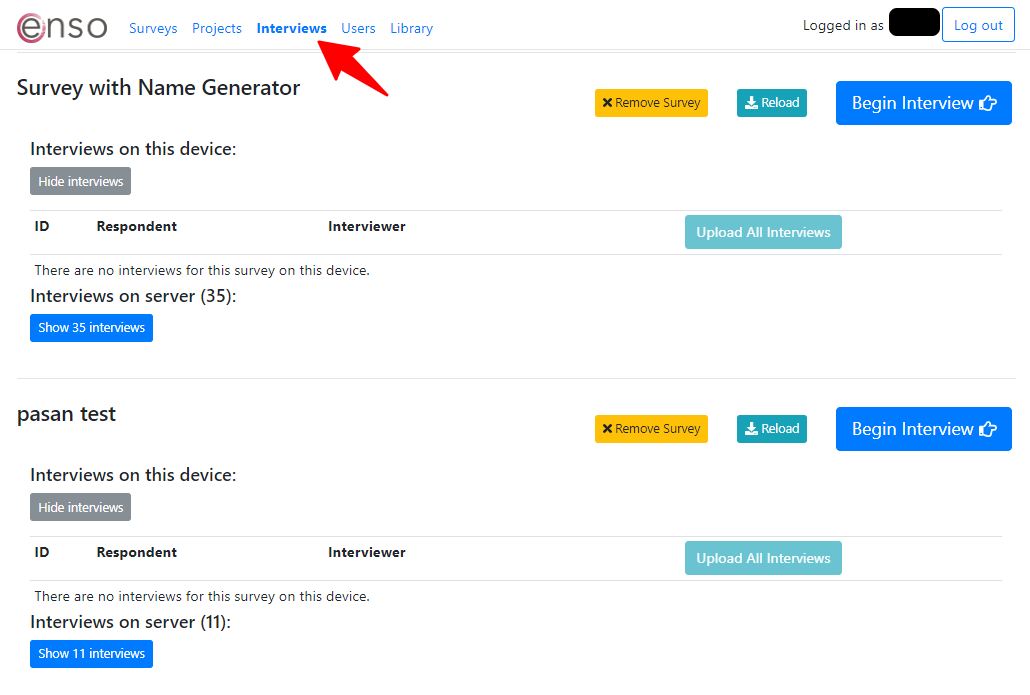 enso Surveys Projects Interviews Users Library Logged in as Log out
Survey with Name Generator
Remove Survey Reload Begin Interview
Interviews on this device:
Hide interviews
ID Respondent Interviewer Upload All Interviews
There are no interviews for this survey on this device.
Interviews on server (35):
Show 35 interviews
pasan test
Remove Survey Reload Begin Interview
Interviews on this device:
Hide interviews
ID Respondent Interviewer Upload All Interviews
There are no interviews for this survey on this device.
Interviews on server (11):
Show 11 interviews